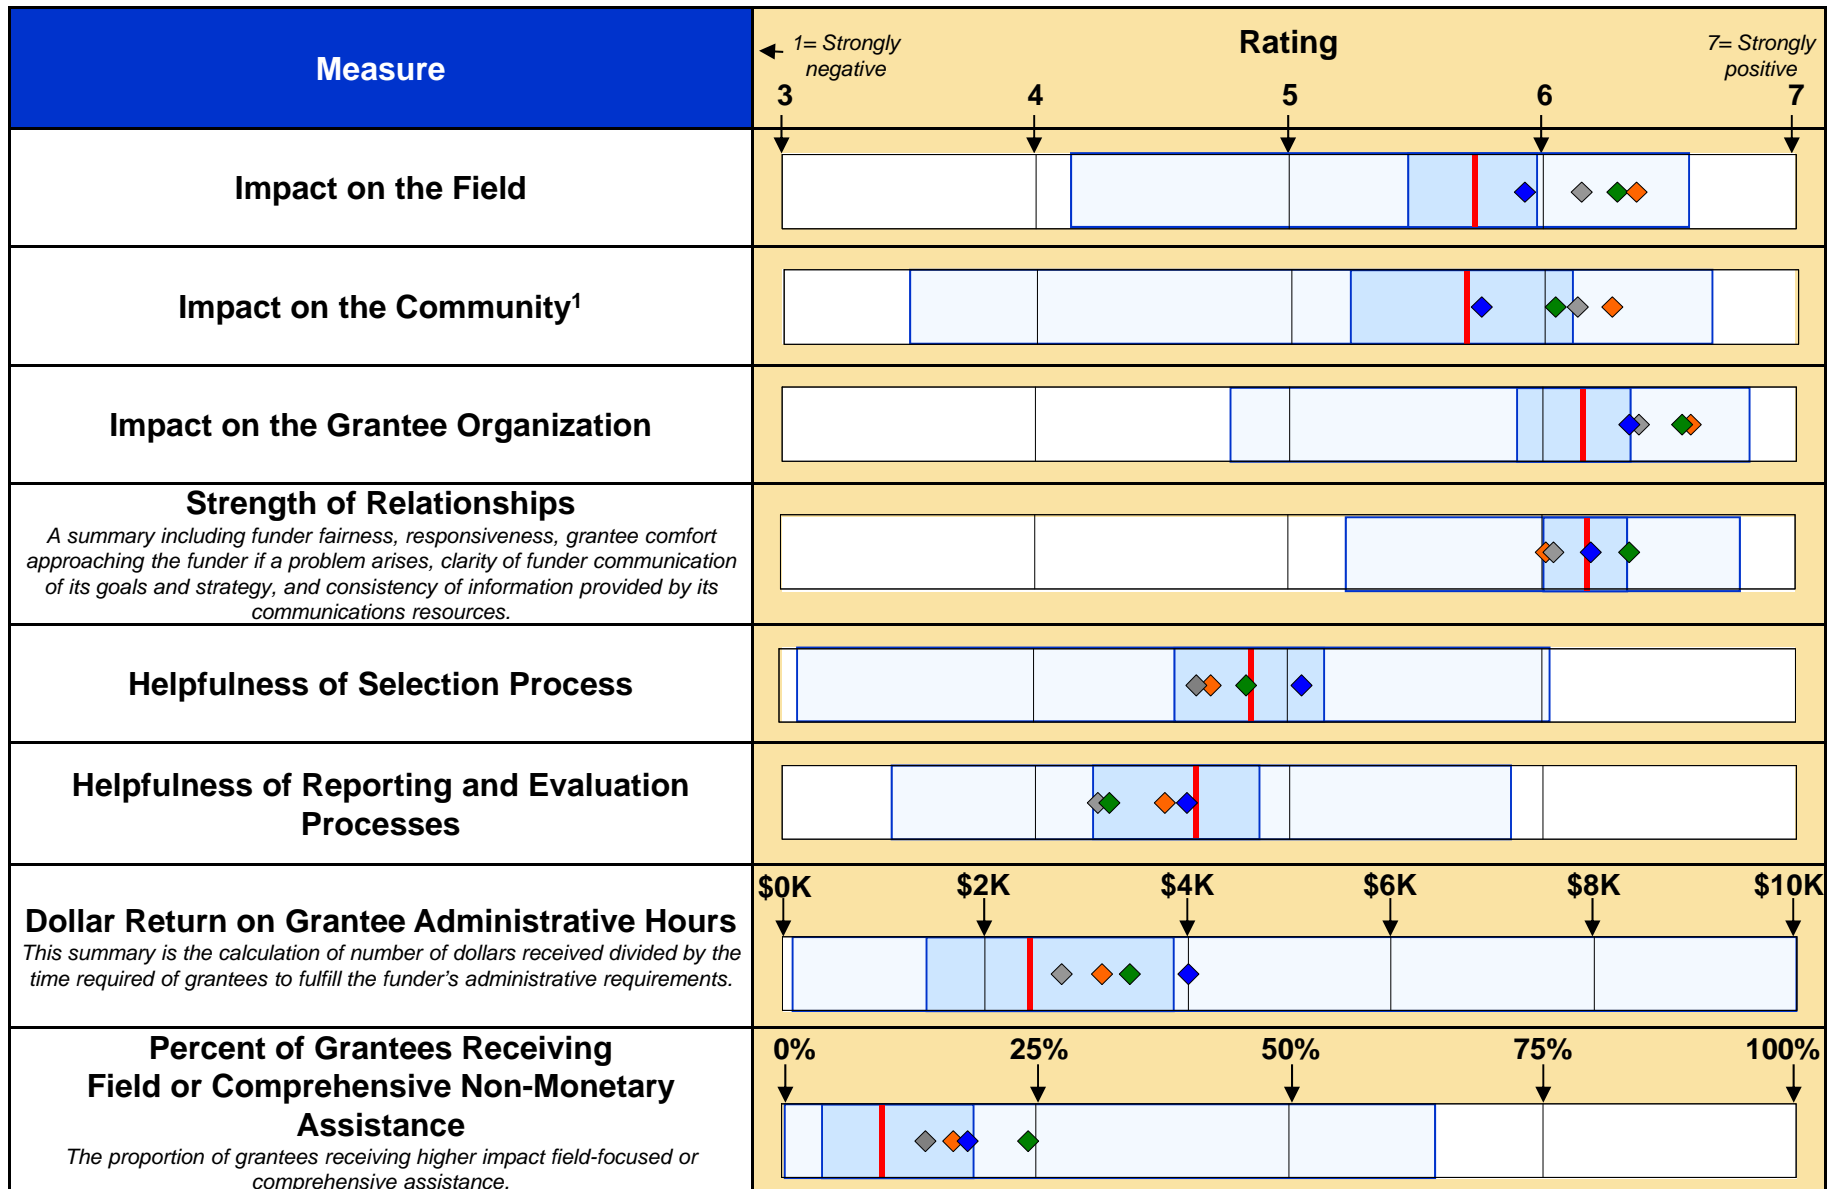 Measure
1= Strongly
negative
Rating
7= Strongly
positive
3 4 5 6 7
Impact on the Field
Impact on the Community¹
Impact on the Grantee Organization
Strength of Relationships
A summary including funder fairness, responsiveness, grantee comfort
approaching the funder if a problem arises, clarity of funder communication
of its goals and strategy, and consistency of information provided by its
communications resources.
Helpfulness of Selection Process
Helpfulness of Reporting and Evaluation
Processes
$0K $2K $4K $6K $8K $10K
Dollar Return on Grantee Administrative Hours
This summary is the calculation of number of dollars received divided by the
time required of grantees to fulfill the funder’s administrative requirements.
0% 25% 50% 75% 100%
Percent of Grantees Receiving
Field or Comprehensive Non-Monetary
Assistance
The proportion of grantees receiving higher impact field-focused or
comprehensive assistance.